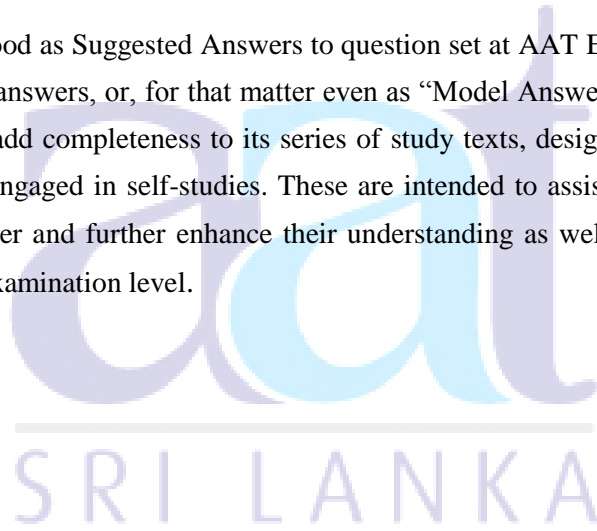 ood as Suggested Answers to question set at AAT E
answers, or, for that matter even as “Model Answe
add completeness to its series of study texts, desig
ngaged in self-studies. These are intended to assis
er and further enhance their understanding as wel
xamination level.
aat
SRI LANKA